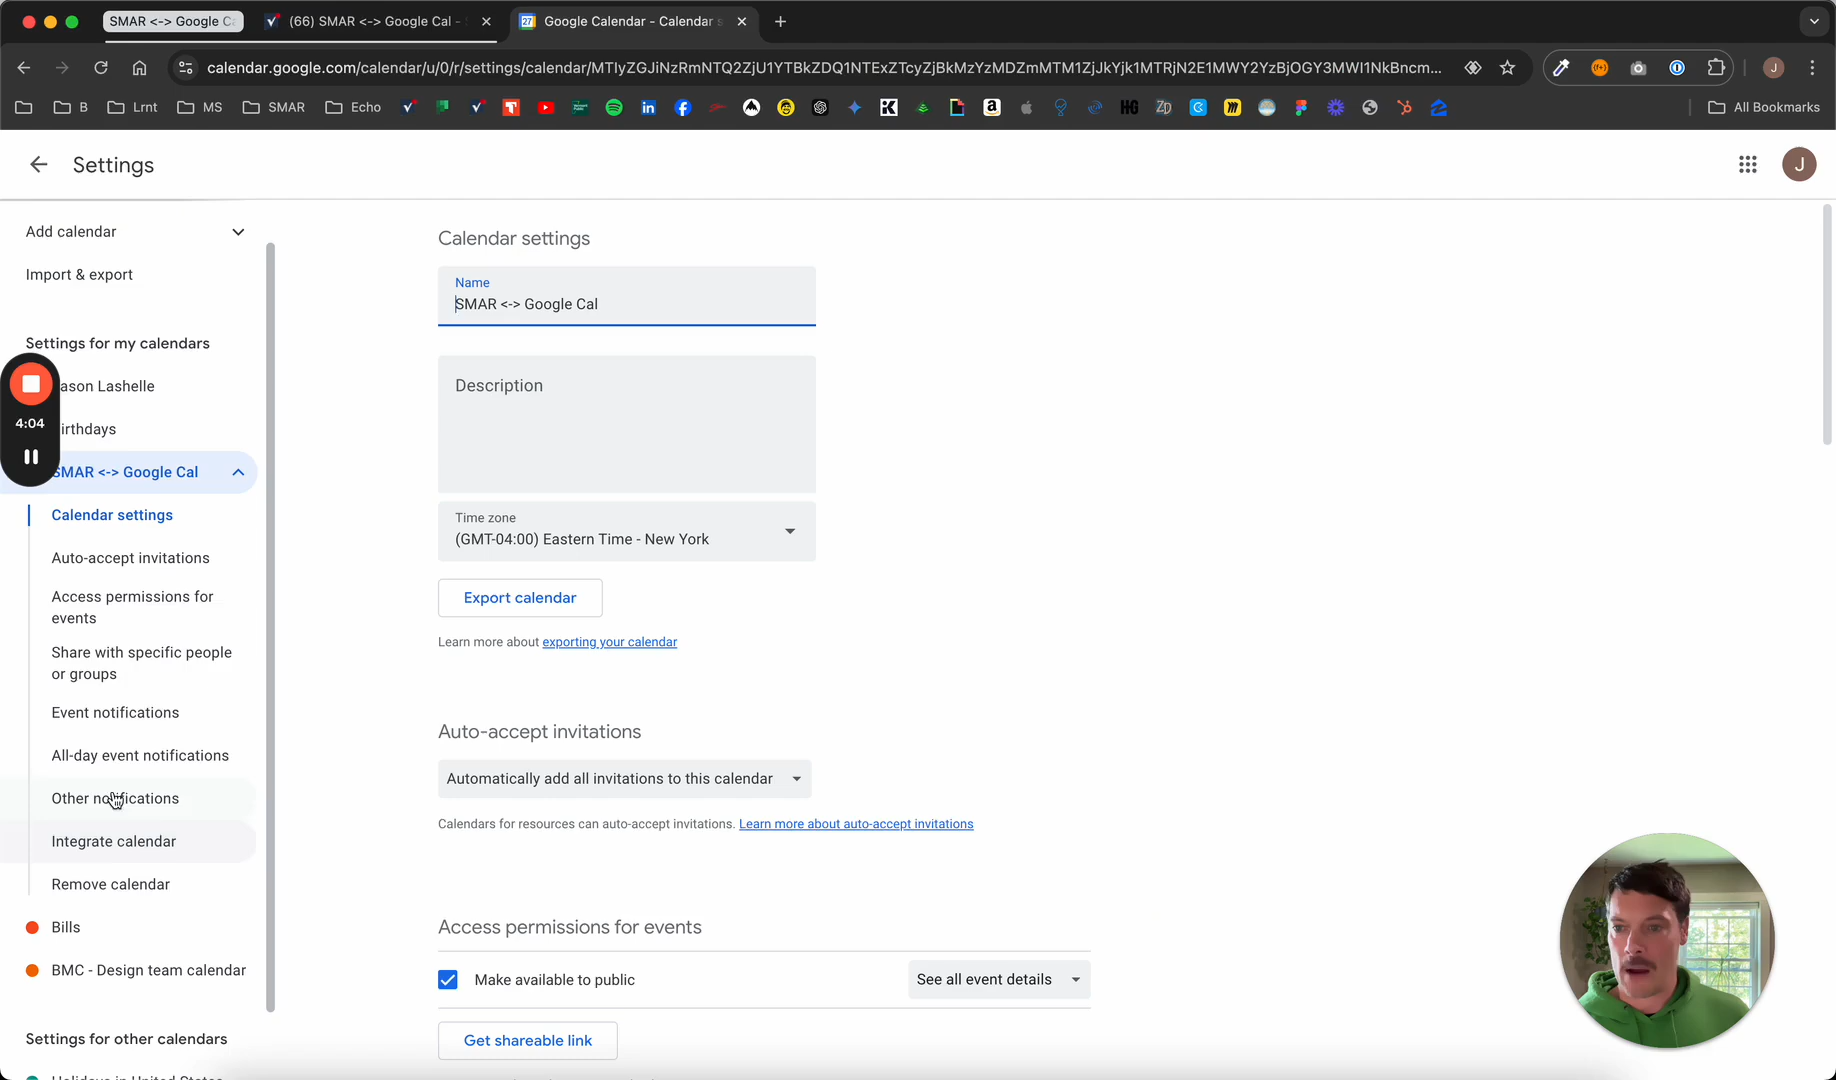 SMAR <-> Google Ca
(66) SMAR <-> Google Cal -
Google Calendar - Calendar s
calendar.google.com/calendar/u/0/r/settings/calendar/MTIyZGJiNzRmNTQ2ZjU1YTBkZDQ1NTExZTcyZjBkMzYzMDZmMTM1ZjJkYjk1MTRjN2E1MWY2YzBjOGY3MWI1NkBncm...
B
Lrnt
MS
SMAR
Echo
All Bookmarks
Settings
J
Add calendar
Import & export
Settings for my calendars
ason Lashelle
4:04
irthdays
SMAR <-> Google Cal
Calendar settings
Auto-accept invitations
Access permissions for
events
Share with specific people
or groups
Event notifications
All-day event notifications
Other notifications
Integrate calendar
Remove calendar
Bills
BMC - Design team calendar
Settings for other calendars
Holidays in United States
Calendar settings
Name
SMAR <-> Google Cal
Description
Time zone
(GMT-04:00) Eastern Time - New York
Export calendar
Learn more about exporting your calendar
Auto-accept invitations
Automatically add all invitations to this calendar
Calendars for resources can auto-accept invitations. Learn more about auto-accept invitations
Access permissions for events
Make available to public
See all event details
Get shareable link